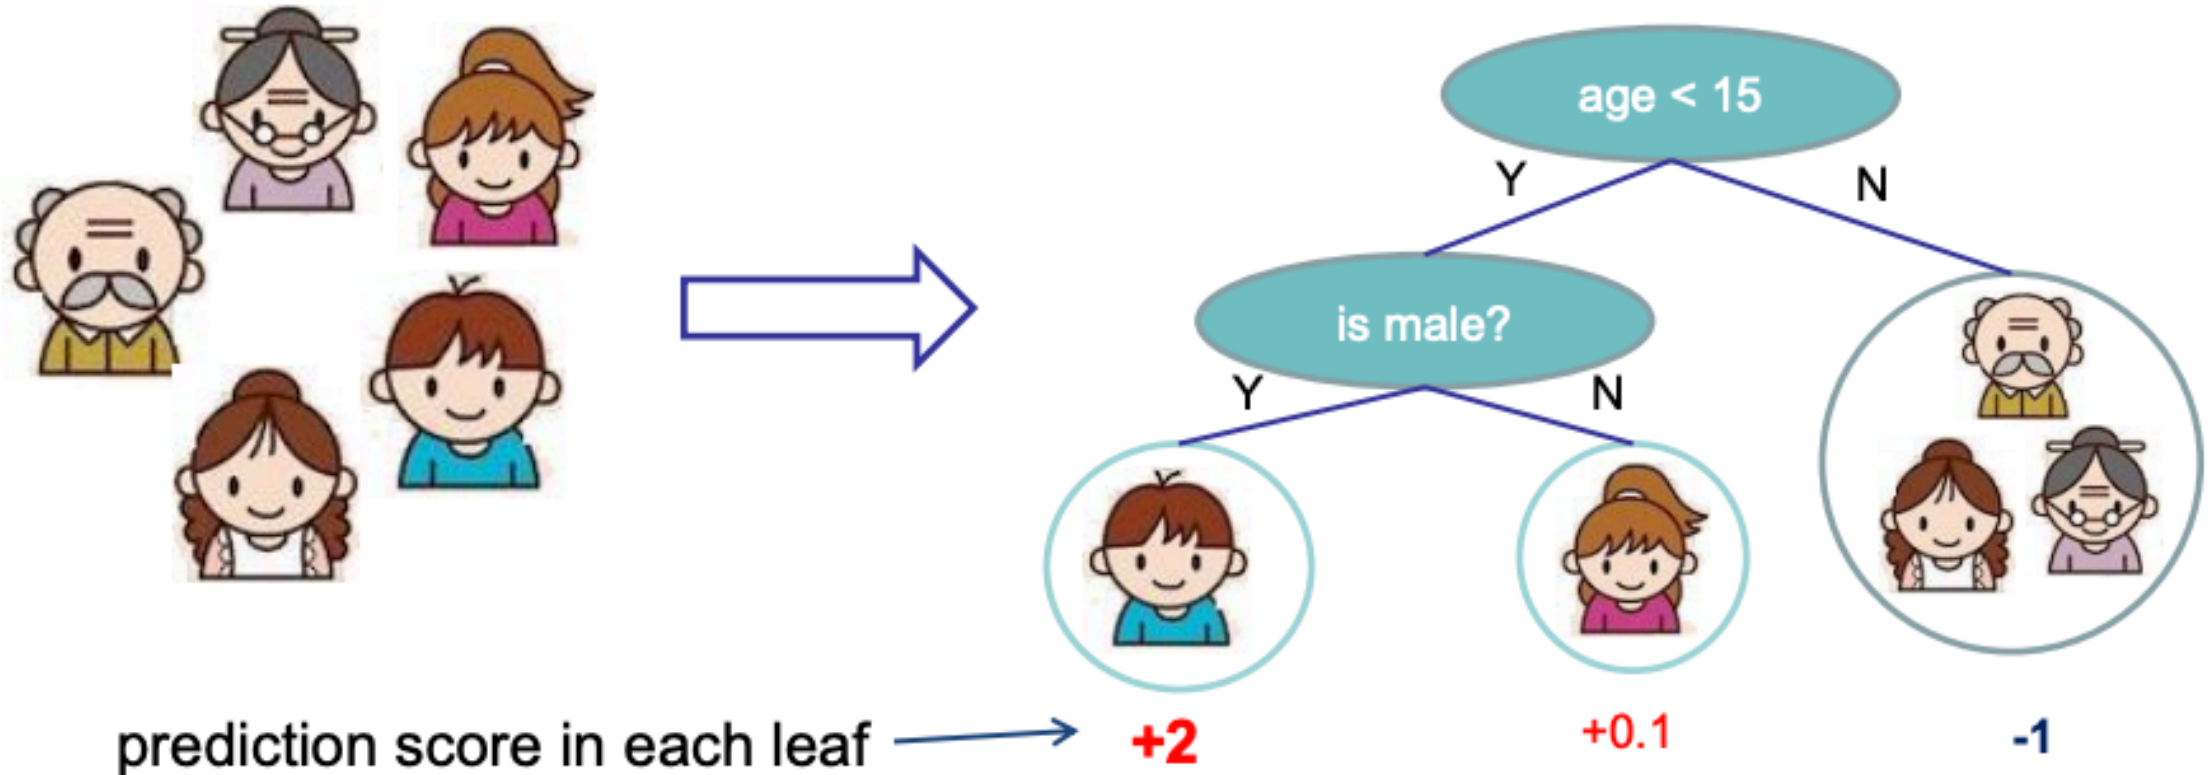 age < 15
Y
N
is male?
Y
N
prediction score in each leaf
+2
+0.1
-1